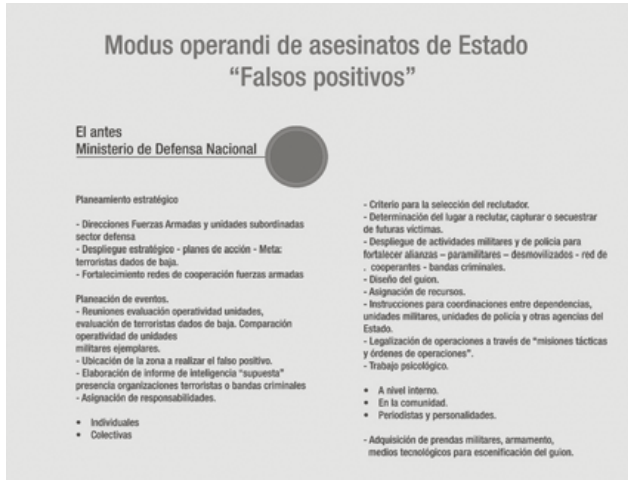 Modus operandi de asesinatos de Estado
“Falsos positivos”
El antes
Ministerio de Defensa Nacional
Planeamiento estratégico
- Direcciones Fuerzas Armadas y unidades subordinadas
sector defensa
- Despliegue estratégico - planes de acción - Meta:
terroristas dados de baja.
- Fortalecimiento redes de cooperación fuerzas armadas
Planeación de eventos.
- Reuniones evaluación operatividad unidades,
evaluación de terroristas dados de baja. Comparación
operatividad de unidades
militares ejemplares.
- Ubicación de la zona a realizar el falso positivo.
- Elaboración de informe de inteligencia “supuesta”
presencia organizaciones terroristas o bandas criminales
- Asignación de responsabilidades.
• Individuales
• Colectivas
- Criterio para la selección del reclutador.
- Determinación del lugar a reclutar, capturar o secuestrar
de futuras víctimas.
- Despliegue de actividades militares y de policía para
fortalecer alianzas – paramilitares – desmovilizados - red de
. cooperantes - bandas criminales.
- Diseño del guion.
- Asignación de recursos.
- Instrucciones para coordinaciones entre dependencias,
unidades militares, unidades de policía y otras agencias del
Estado.
- Legalización de operaciones a través de “misiones tácticas
y órdenes de operaciones”.
- Trabajo psicológico.
• A nivel interno.
• En la comunidad.
• Periodistas y personalidades.
- Adquisición de prendas militares, armamento,
medios tecnológicos para escenificación del guion.